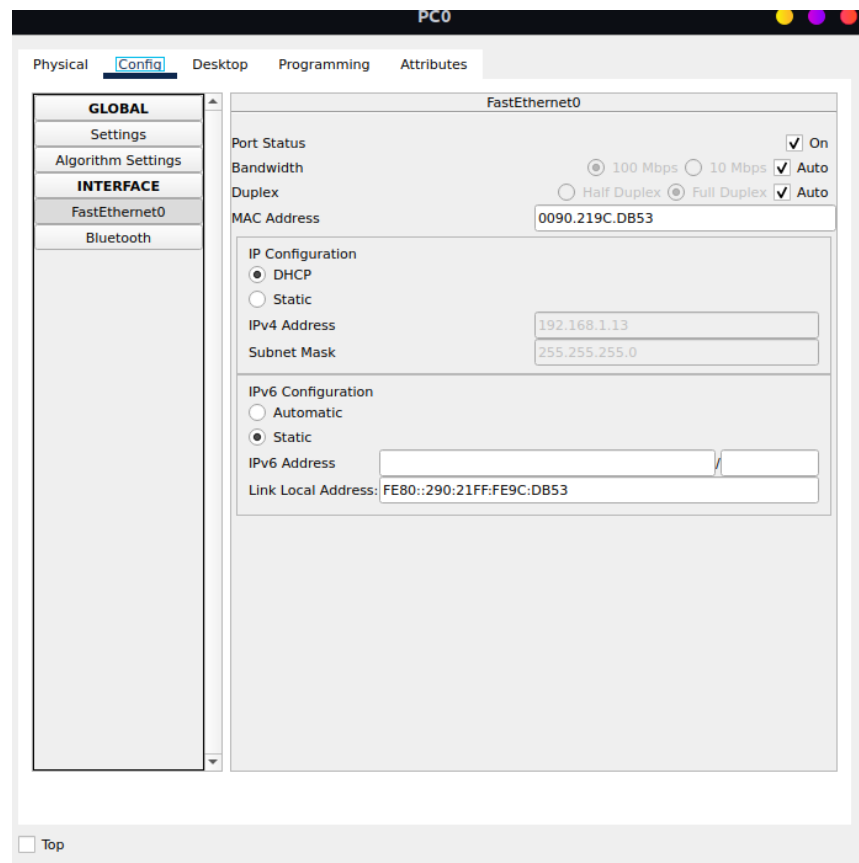 PC0
Physical Config Desktop Programming Attributes
GLOBAL
Settings
Algorithm Settings
INTERFACE
FastEthernet0
Bluetooth
FastEthernet0
Port Status On
Bandwidth 100 Mbps 10 Mbps Auto
Duplex Half Duplex Full Duplex Auto
MAC Address 0090.219C.DB53
IP Configuration
DHCP
Static
IPv4 Address 192.168.1.13
Subnet Mask 255.255.255.0
IPv6 Configuration
Automatic
Static
IPv6 Address /
Link Local Address: FE80::290:21FF:FE9C:DB53
Top